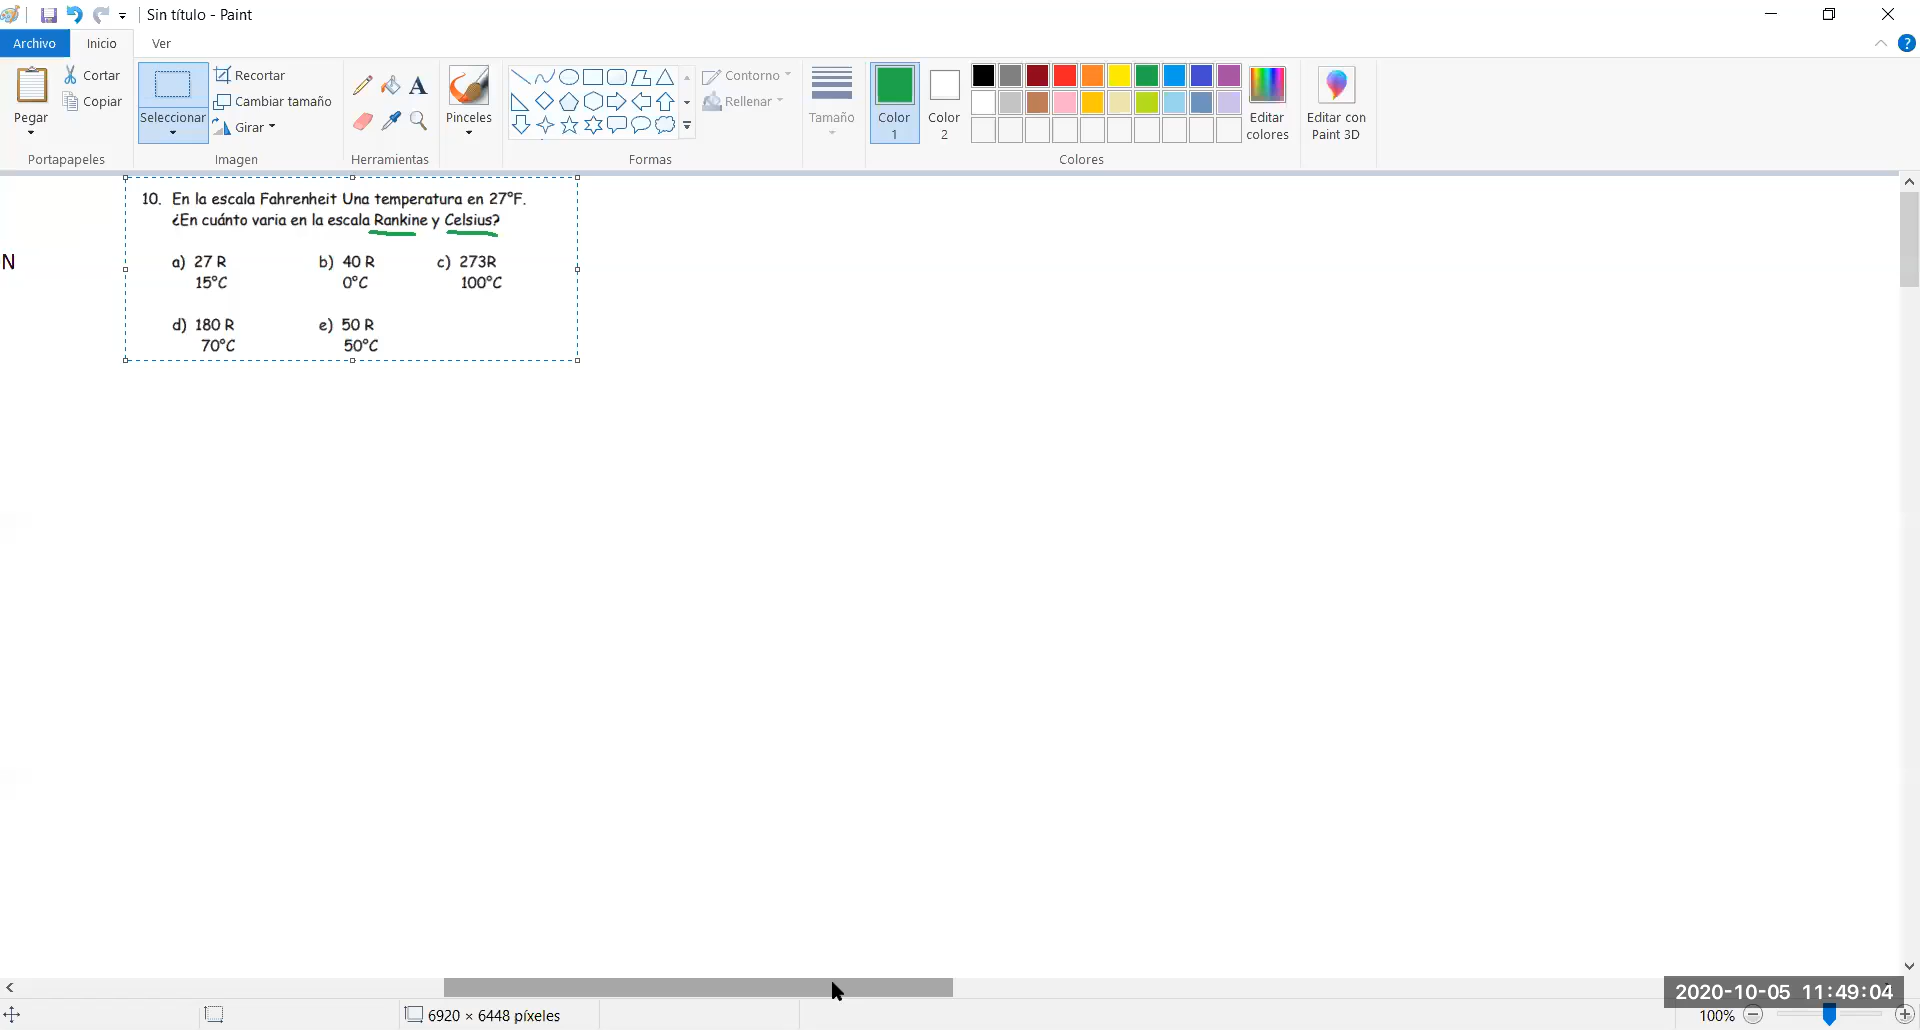 Sin título - Paint
Archivo Inicio Ver
Pegar
Cortar
Copiar
Portapapeles
Seleccionar
Recortar
Cambiar tamaño
Girar
Imagen
A
Herramientas
Pinceles
Formas
Contorno
Rellenar
Tamaño
Color 1
Color 2
Colores
Editar colores
Editar con Paint 3D
?
10. En la escala Fahrenheit Una temperatura en 27°F.
¿En cuánto varia en la escala Rankine y Celsius?
N
a) 27 R b) 40 R c) 273R
15°C 0°C 100°C
d) 180 R e) 50 R
70°C 50°C
2020-10-05 11:49:04
6920 × 6448 píxeles
100%